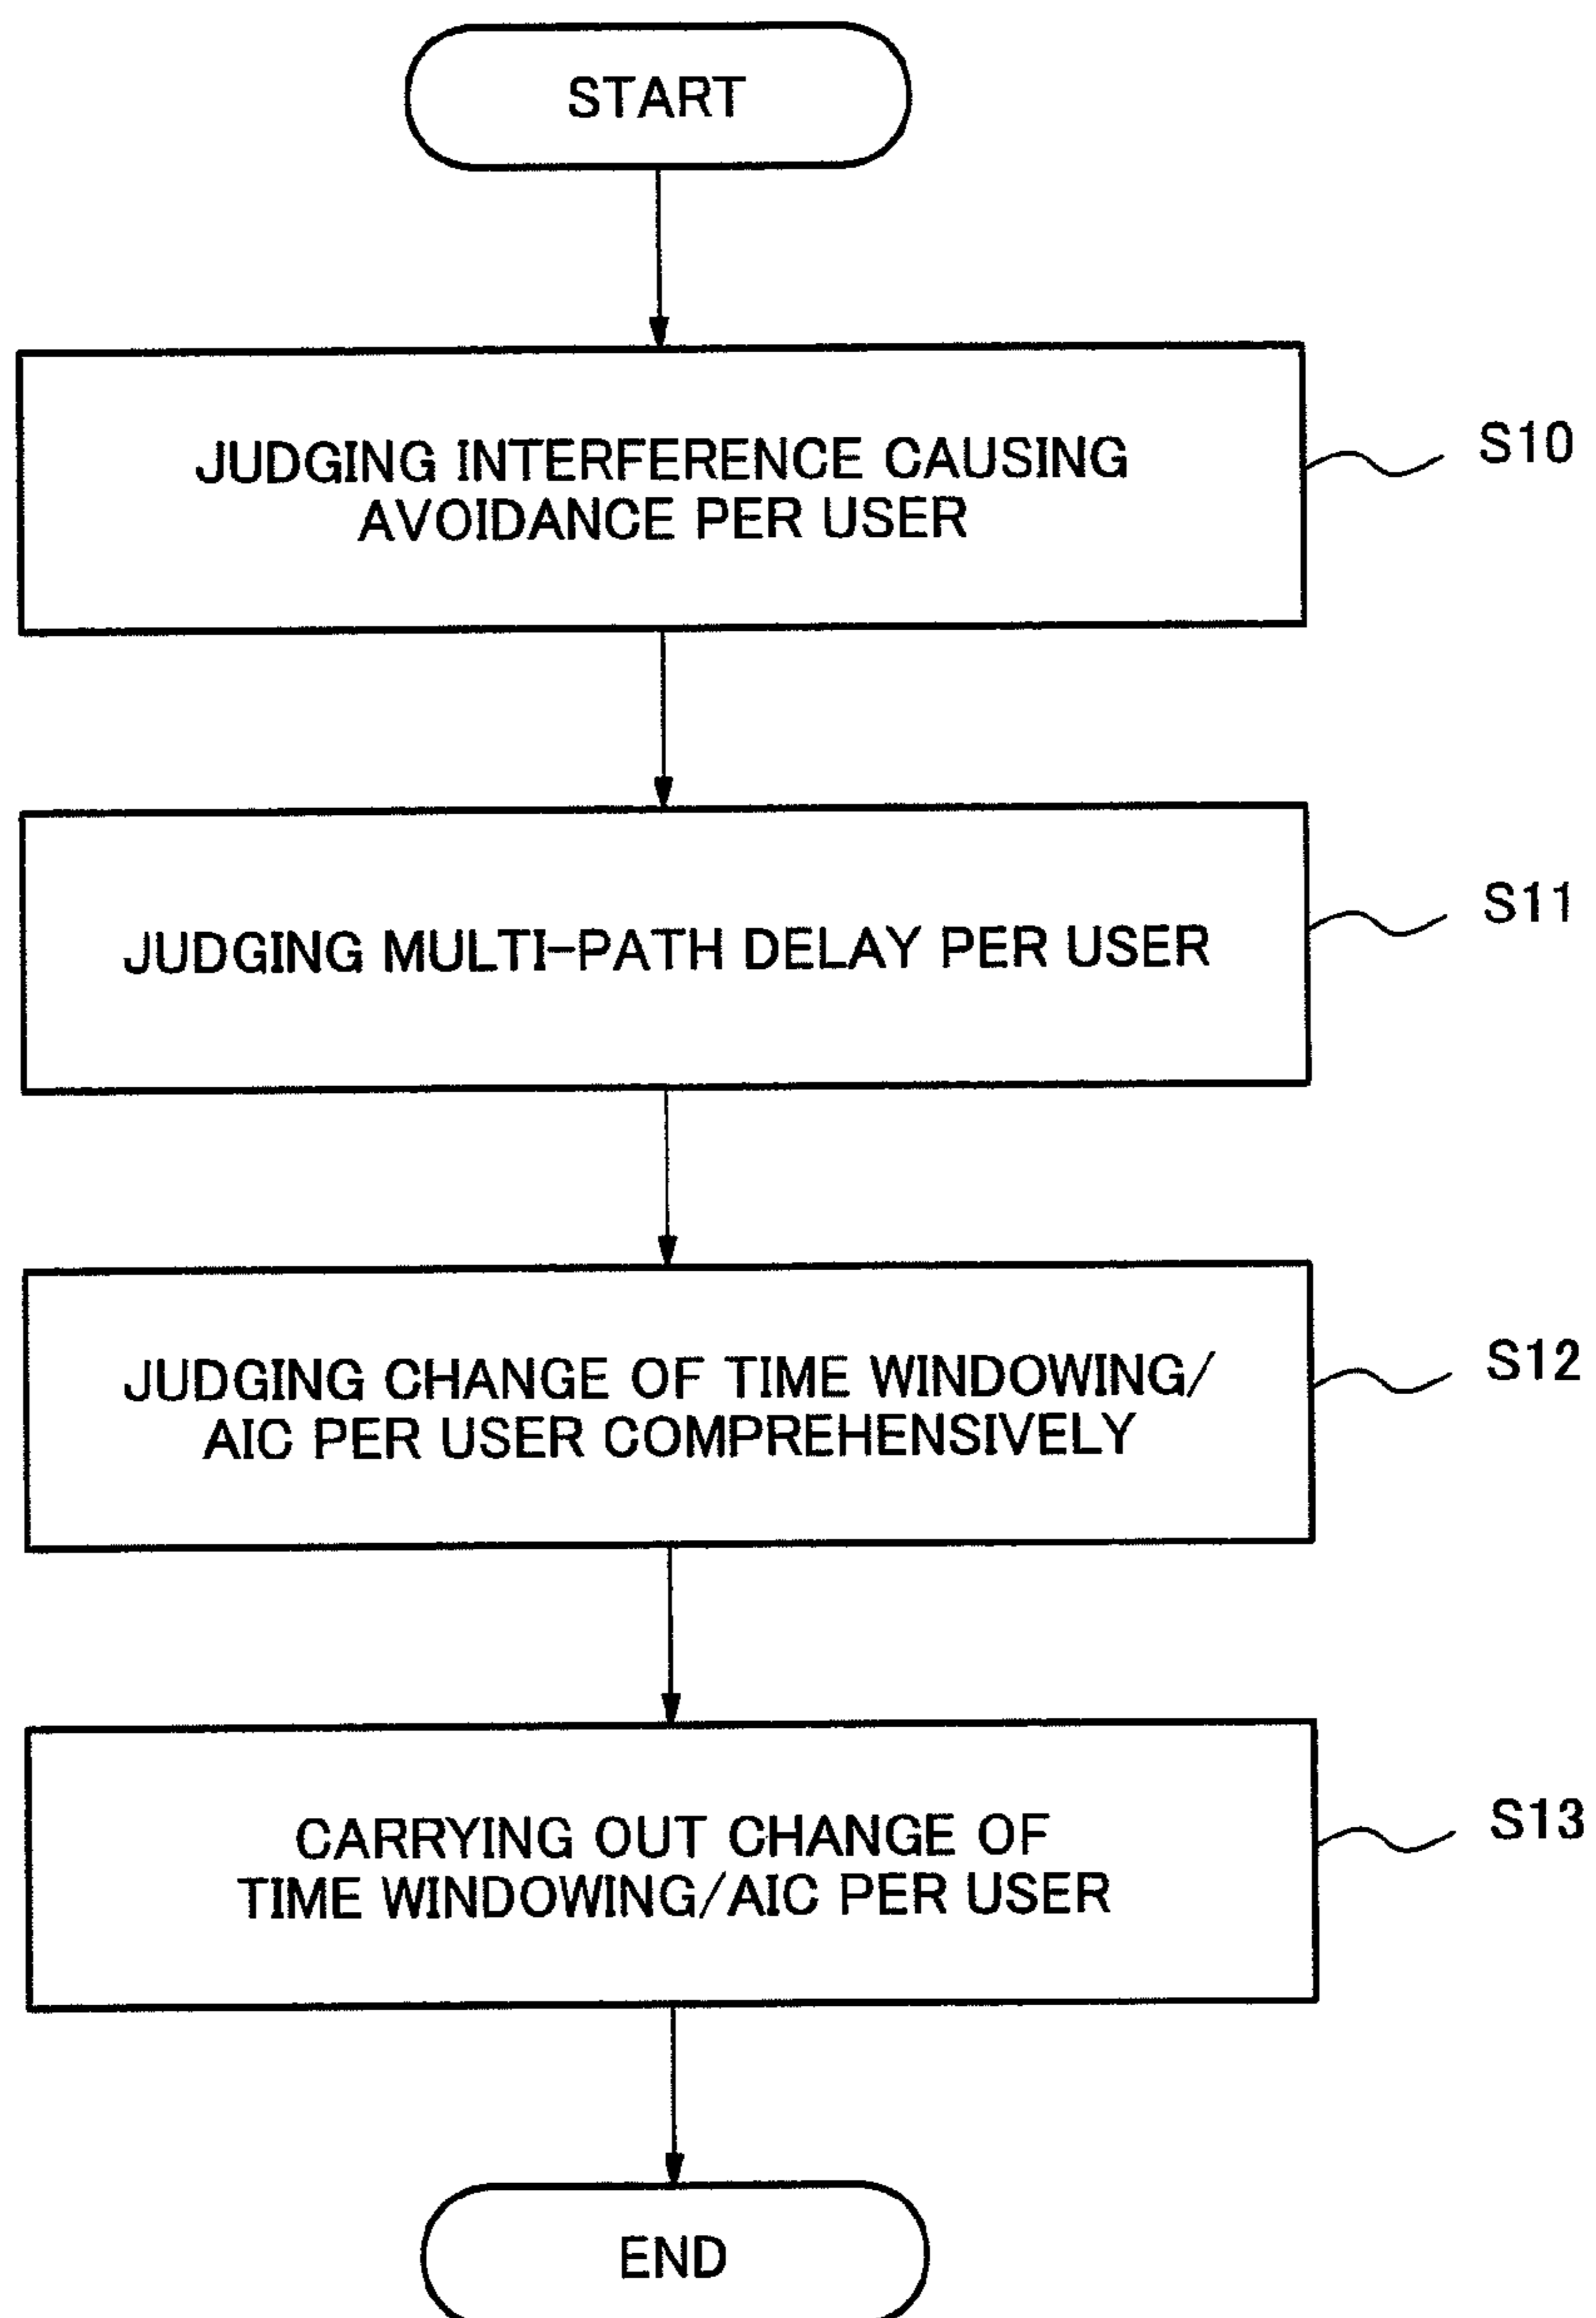 START
JUDGING INTERFERENCE CAUSING
AVOIDANCE PER USER
S10
JUDGING MULTI-PATH DELAY PER USER
S11
JUDGING CHANGE OF TIME WINDOWING/
AIC PER USER COMPREHENSIVELY
S12
CARRYING OUT CHANGE OF
TIME WINDOWING/AIC PER USER
S13
END